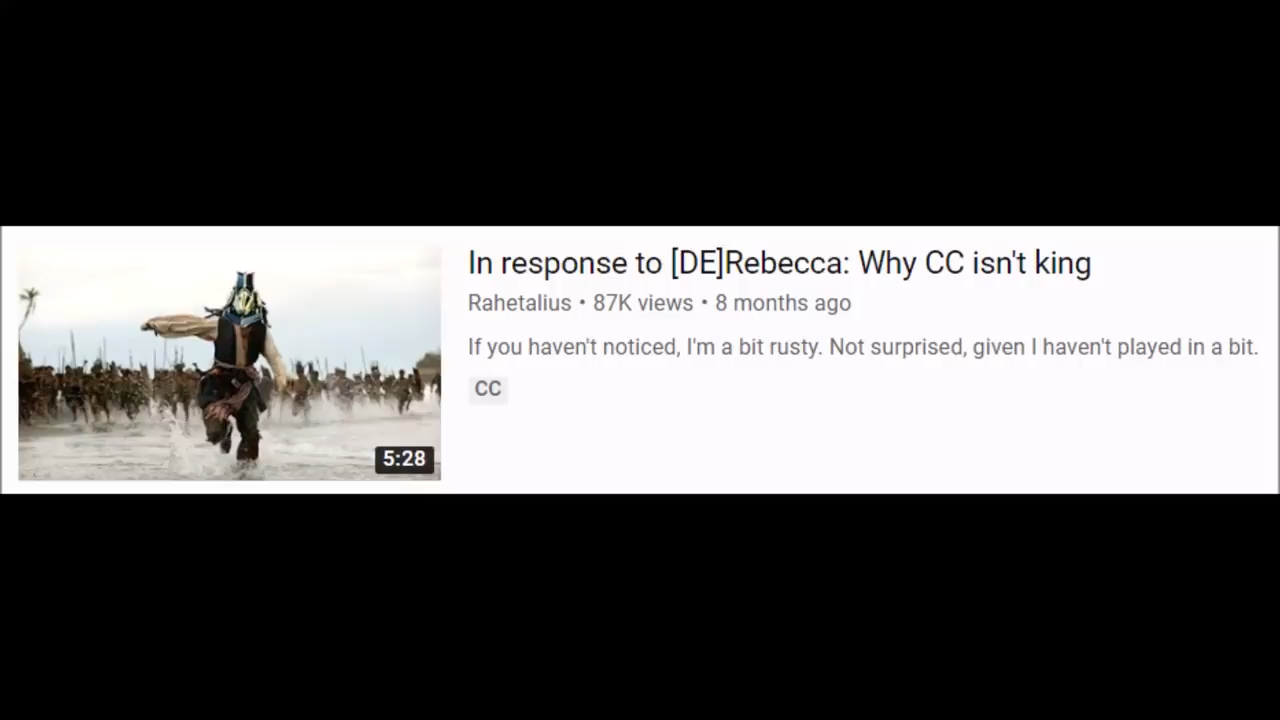 In response to [DE]Rebecca: Why CC isn't king
Rahetalius • 87K views • 8 months ago
If you haven't noticed, I'm a bit rusty. Not surprised, given I haven't played in a bit.
CC
5:28